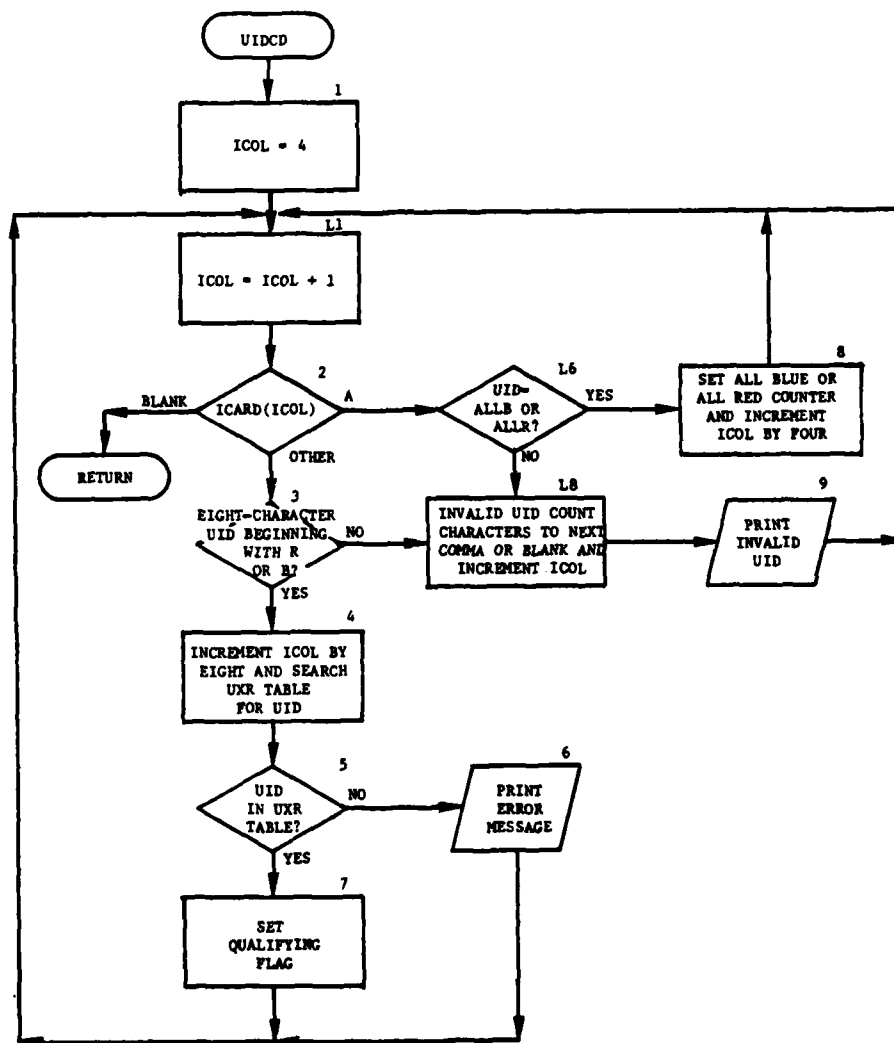 UIDCD
1
ICOL = 4
L1
ICOL = ICOL + 1
2
BLANK
ICARD(ICOL)
A
L6
UID=
ALLB OR
ALLR?
YES
8
SET ALL BLUE OR
ALL RED COUNTER
AND INCREMENT
ICOL BY FOUR
RETURN
OTHER
NO
3
EIGHT-CHARACTER
UID BEGINNING
WITH R
OR B?
NO
L8
INVALID UID COUNT
CHARACTERS TO NEXT
COMMA OR BLANK AND
INCREMENT ICOL
9
PRINT
INVALID
UID
YES
4
INCREMENT ICOL BY
EIGHT AND SEARCH
UXR TABLE
FOR UID
5
UID
IN UXR
TABLE?
NO
6
PRINT
ERROR
MESSAGE
YES
7
SET
QUALIFYING
FLAG